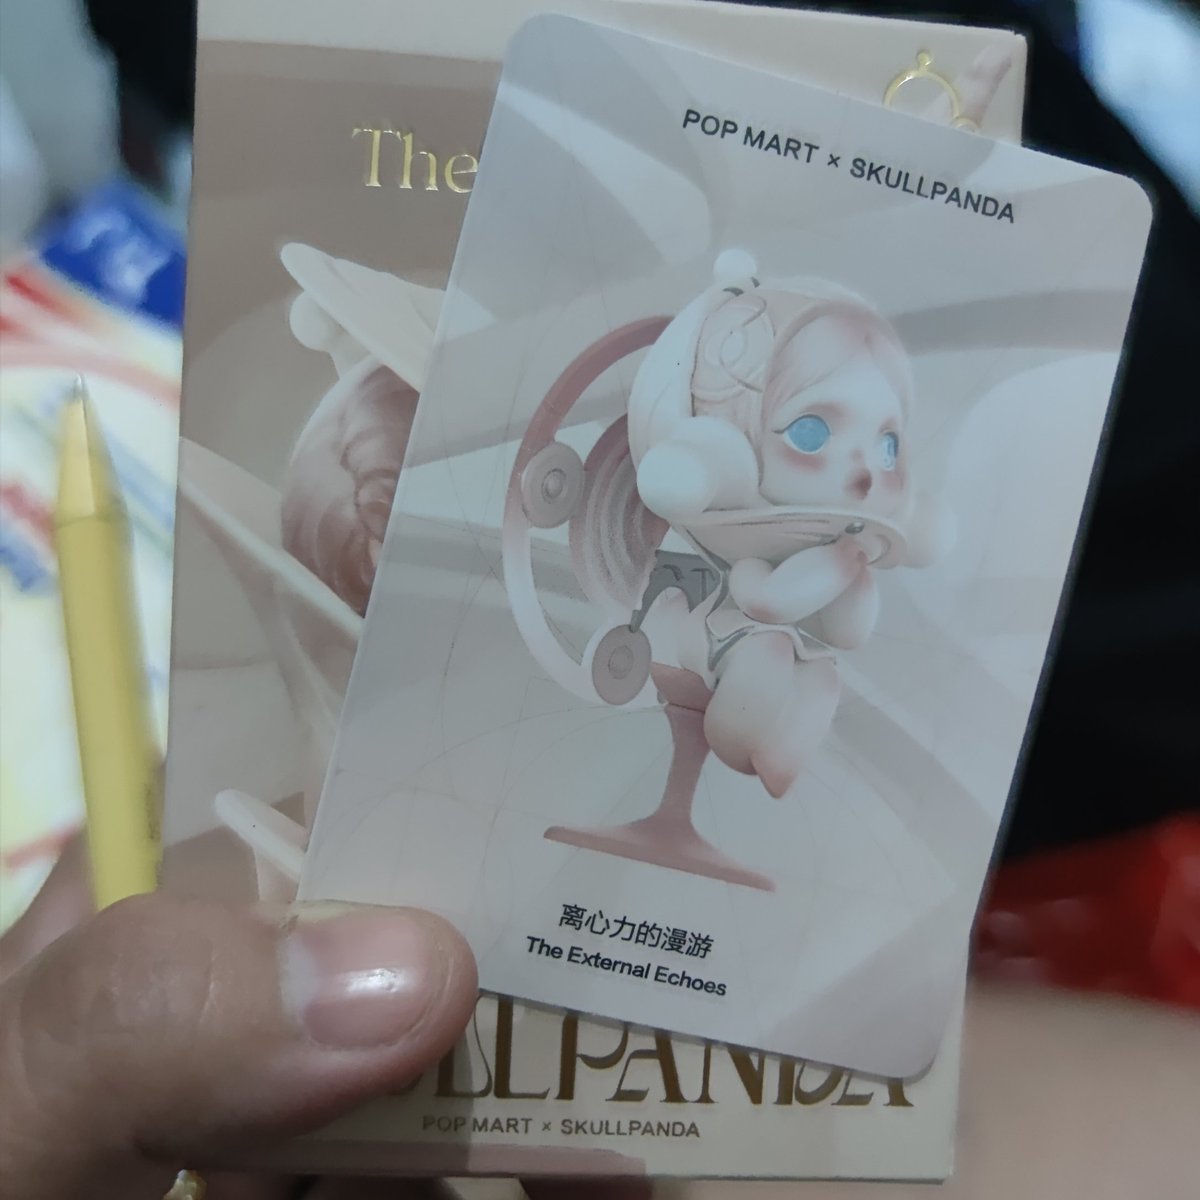 The
POP MART × SKULLPANDA
离心力的漫游
The External Echoes
POP MART × SKULLPANDA